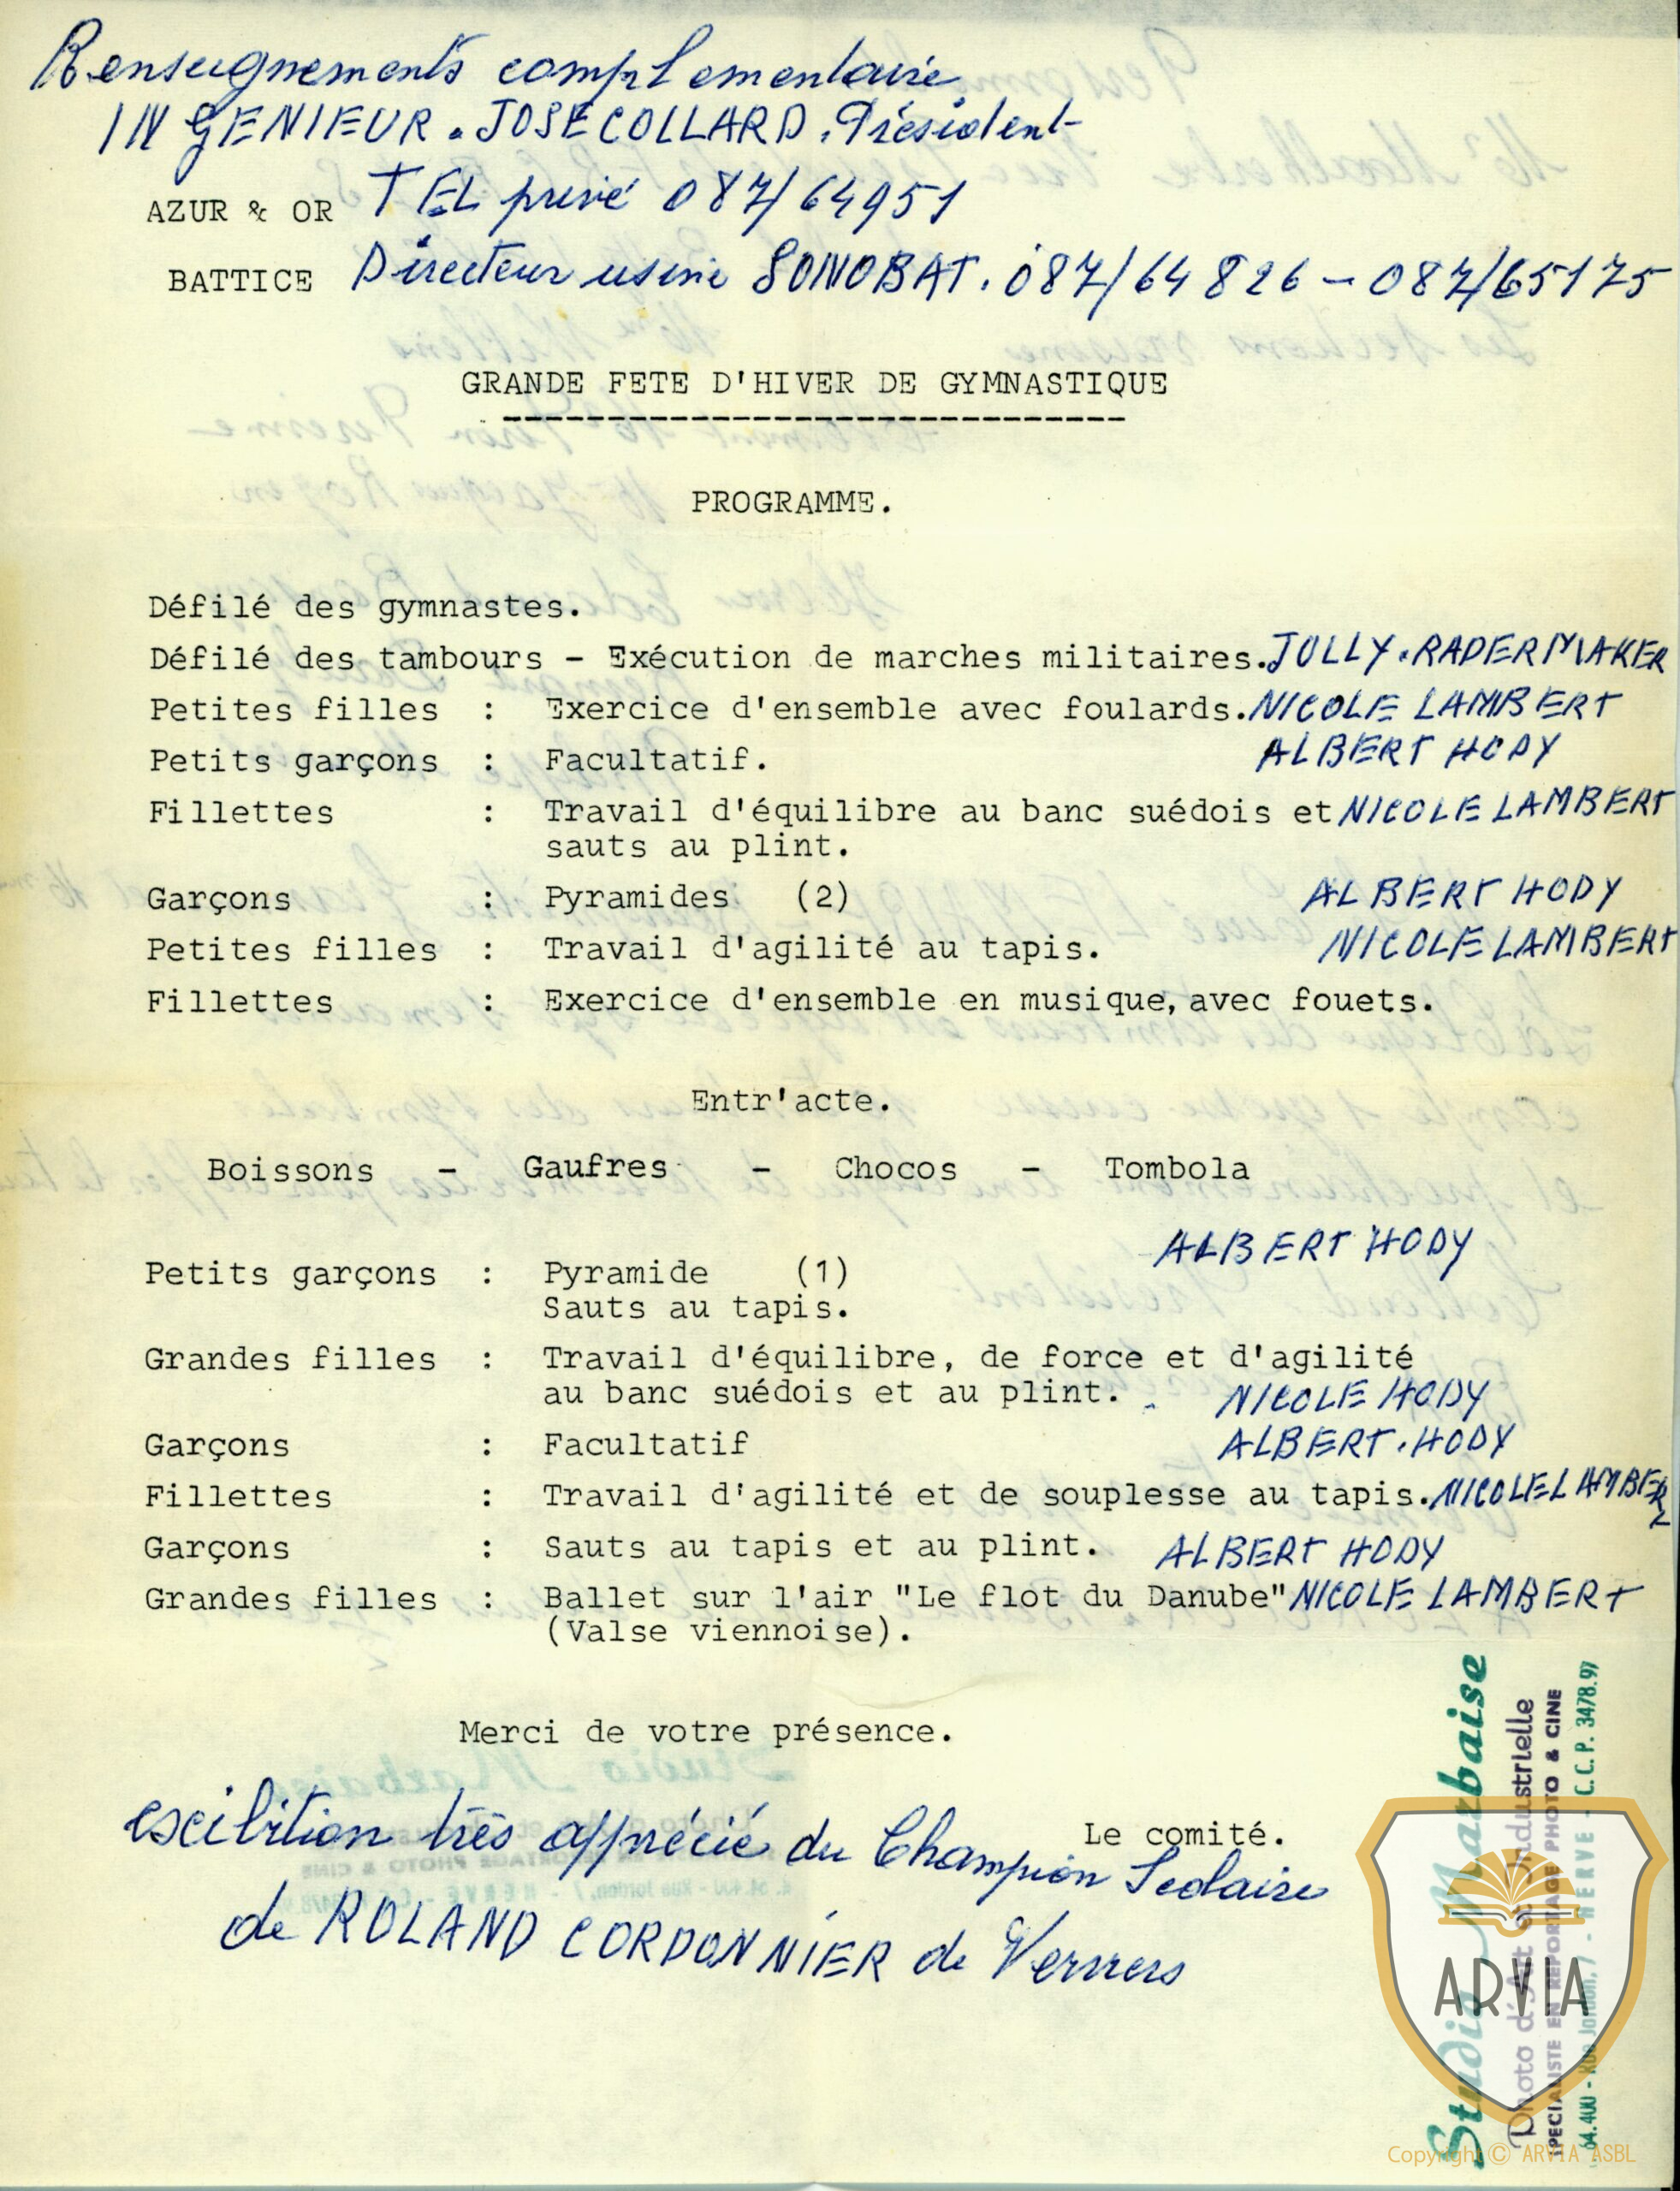 Renseignements complementaire
INGENIEUR. JOSE COLLARD. Président
AZUR & OR TEL privé 087/64951
BATTICE Directeur usine SONOBAT. 087/64826 - 087/65175
GRANDE FETE D'HIVER DE GYMNASTIQUE
PROGRAMME.
Défilé des gymnastes.
Défilé des tambours - Exécution de marches militaires. JOLLY. RADERMAKER
Petites filles : Exercice d'ensemble avec foulards. NICOLE LAMBERT
Petits garçons : Facultatif. ALBERT HODY
Fillettes : Travail d'équilibre au banc suédois et NICOLE LAMBERT
sauts au plint.
Garçons : Pyramides (2) ALBERT HODY
Petites filles : Travail d'agilité au tapis. NICOLE LAMBERT
Fillettes : Exercice d'ensemble en musique, avec fouets.
Entr'acte.
Boissons - Gaufres - Chocos - Tombola
ALBERT HODY
Petits garçons : Pyramide (1)
Sauts au tapis.
Grandes filles : Travail d'équilibre, de force et d'agilité
au banc suédois et au plint. NICOLE HODY
Garçons : Facultatif ALBERT. HODY
Fillettes : Travail d'agilité et de souplesse au tapis. NICOLE LAMBER
Garçons : Sauts au tapis et au plint. ALBERT HODY
Grandes filles : Ballet sur l'air "Le flot du Danube" NICOLE LAMBERT
(Valse viennoise).
Merci de votre présence.
Le comité.
escibition très apprécié du Champion Scolaire
de ROLAND CORDONNIER de Verviers
Studio Marbaise
Photo d'Art et Industrielle
SPECIALISTE EN REPORTAGE PHOTO & CINE
64.400 - Rue Jardon, 7 - HERVE - C.C.P. 3478.97
ARVIA
Copyright © ARVIA ASBL